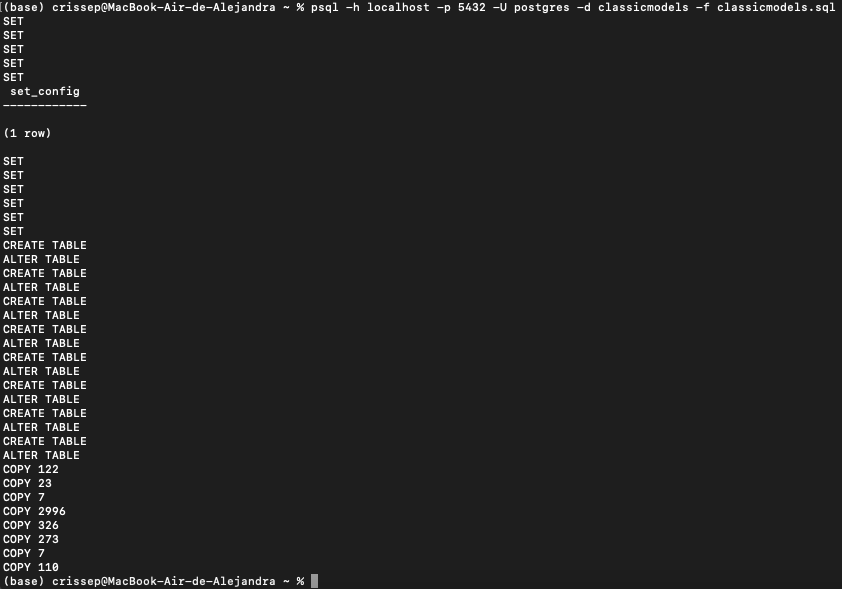 [(base) crissep@MacBook-Air-de-Alejandra ~ % psql -h localhost -p 5432 -U postgres -d classicmodels -f classicmodels.sql
SET
SET
SET
SET
SET
 set_config
------------

(1 row)

SET
SET
SET
SET
SET
SET
CREATE TABLE
ALTER TABLE
CREATE TABLE
ALTER TABLE
CREATE TABLE
ALTER TABLE
CREATE TABLE
ALTER TABLE
CREATE TABLE
ALTER TABLE
CREATE TABLE
ALTER TABLE
CREATE TABLE
ALTER TABLE
CREATE TABLE
ALTER TABLE
COPY 122
COPY 23
COPY 7
COPY 2996
COPY 326
COPY 273
COPY 7
COPY 110
(base) crissep@MacBook-Air-de-Alejandra ~ %